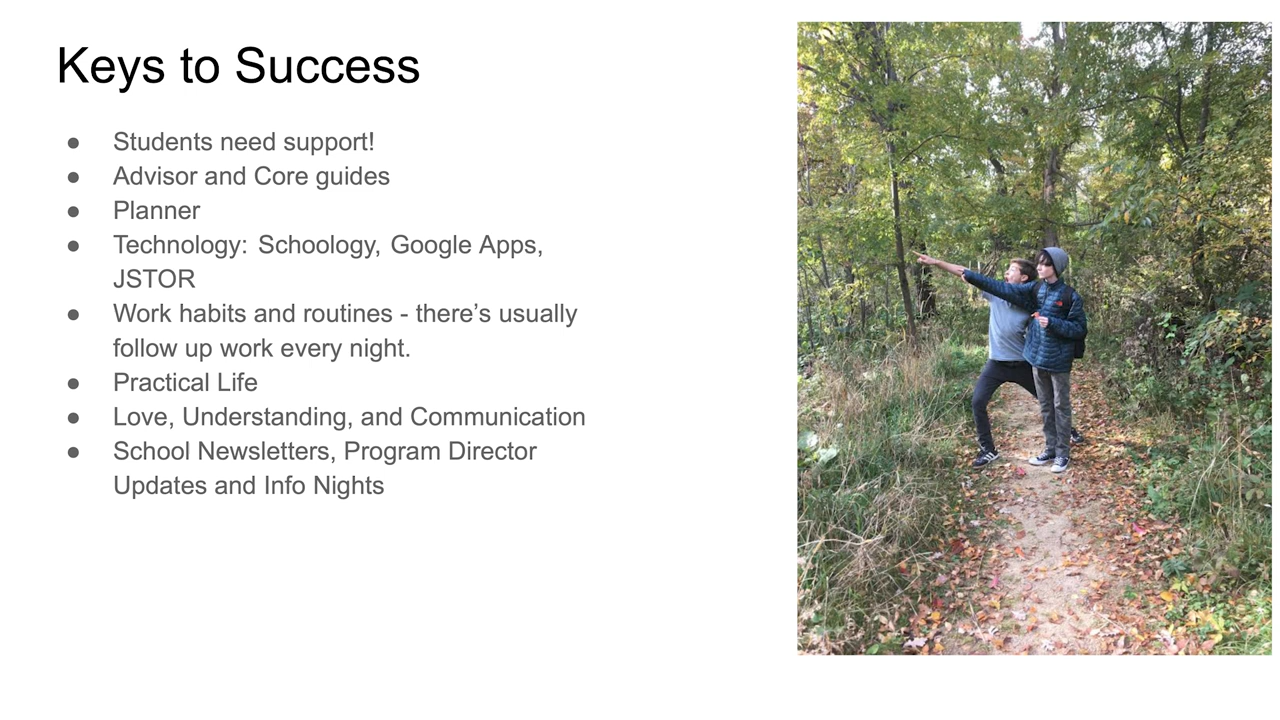 Keys to Success
● Students need support!
● Advisor and Core guides
● Planner
● Technology: Schoology, Google Apps,
JSTOR
● Work habits and routines - there’s usually
follow up work every night.
● Practical Life
● Love, Understanding, and Communication
● School Newsletters, Program Director
Updates and Info Nights